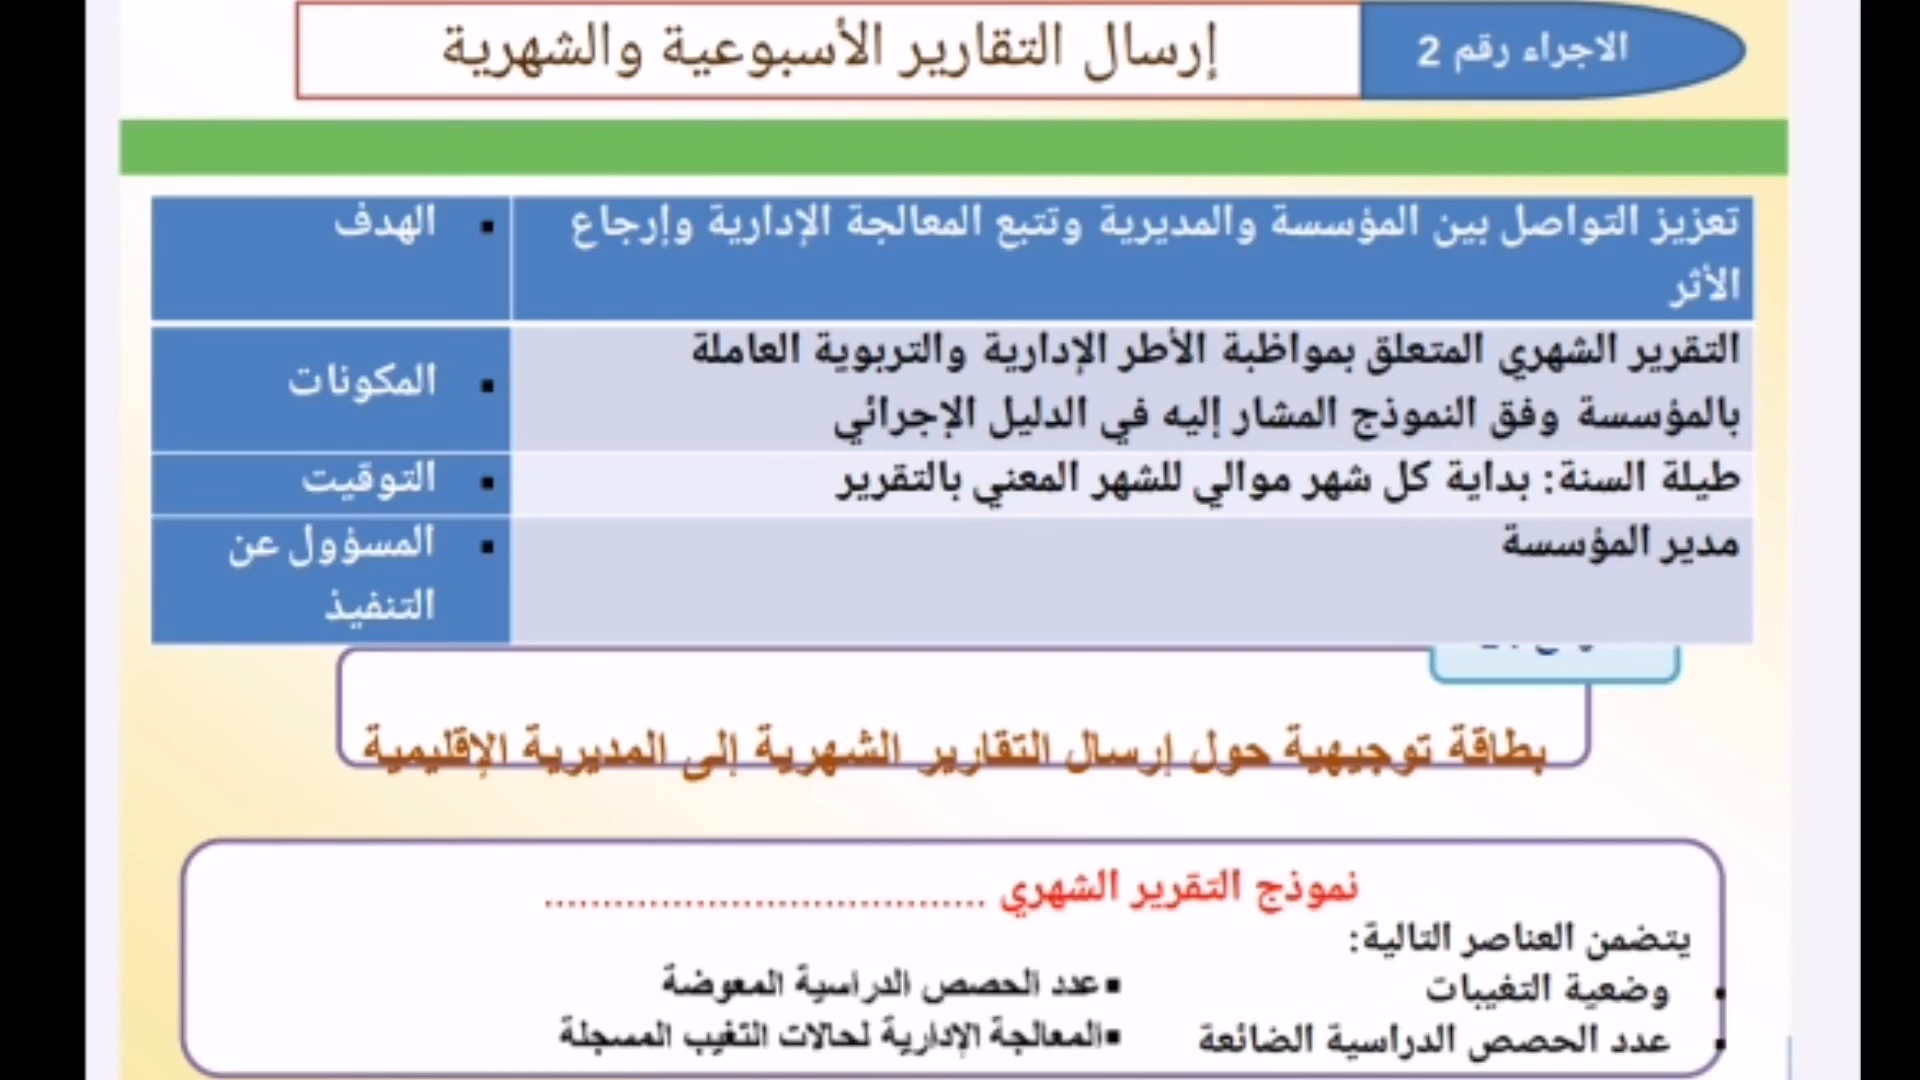 الاجراء رقم 2
إرسال التقارير الأسبوعية والشهرية
▪ الهدف
تعزيز التواصل بين المؤسسة والمديرية وتتبع المعالجة الإدارية وإرجاع
الأثر
▪ المكونات
التقرير الشهري المتعلق بمواظبة الأطر الإدارية والتربوية العاملة
بالمؤسسة وفق النموذج المشار إليه في الدليل الإجرائي
▪ التوقيت
طيلة السنة: بداية كل شهر موالي للشهر المعني بالتقرير
▪ المسؤول عن
التنفيذ
مدير المؤسسة
بطاقة توجيهية حول إرسال التقارير الشهرية إلى المديرية الإقليمية
نموذج التقرير الشهري ......................................
يتضمن العناصر التالية:
▪ وضعية التغيبات
▪ عدد الحصص الدراسية الضائعة
▪عدد الحصص الدراسية المعوضة
▪المعالجة الإدارية لحالات التغيب المسجلة